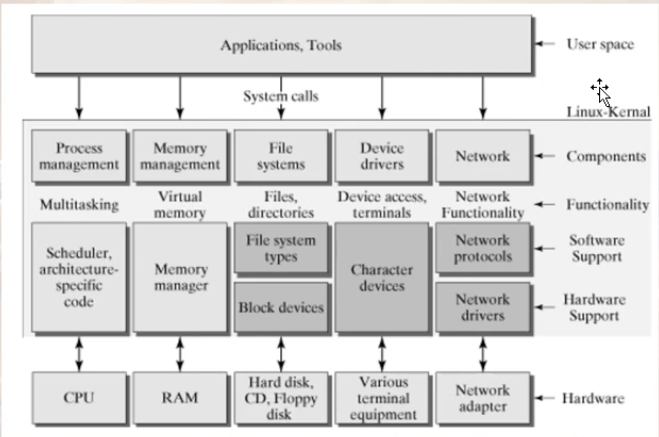 Applications, Tools
User space
System calls
Linux-Kernal
Process
management
Memory
management
File
systems
Device
drivers
Network
Components
Multitasking
Virtual
memory
Files,
directories
Device access,
terminals
Network
Functionality
Functionality
Scheduler,
architecture-
specific
code
Memory
manager
File system
types
Block devices
Character
devices
Network
protocols
Network
drivers
Software
Support
Hardware
Support
CPU
RAM
Hard disk,
CD, Floppy
disk
Various
terminal
equipment
Network
adapter
Hardware